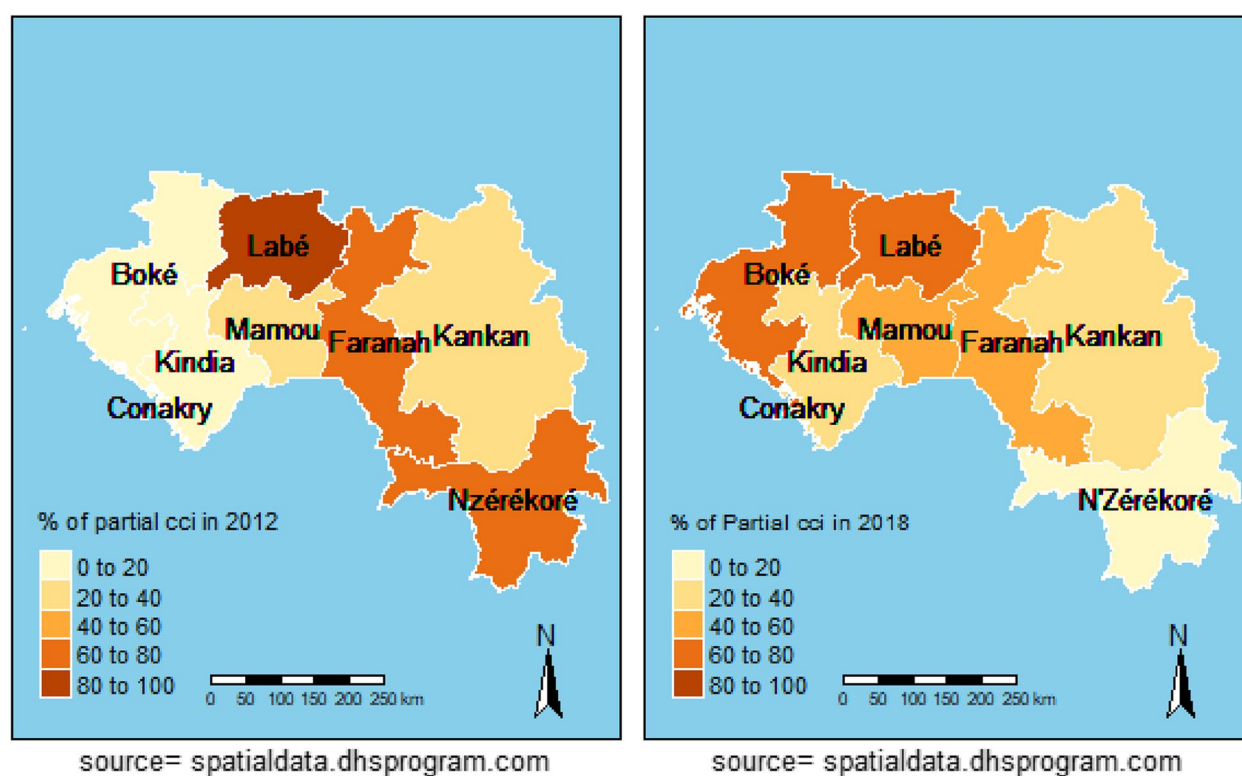 Labé
Boké
Mamou
Faranah
Kankan
Kindia
Conakry
Nzérékoré
% of partial cci in 2012
0 to 20
20 to 40
40 to 60
60 to 80
80 to 100
N
0 50 100 150 200 250 km
source= spatialdata.dhsprogram.com
Labé
Boké
Mamou
Faranah
Kankan
Kindia
Conakry
N'Zérékoré
% of Partial cci in 2018
0 to 20
20 to 40
40 to 60
60 to 80
80 to 100
N
0 50 100 150 200 250 km
source= spatialdata.dhsprogram.com